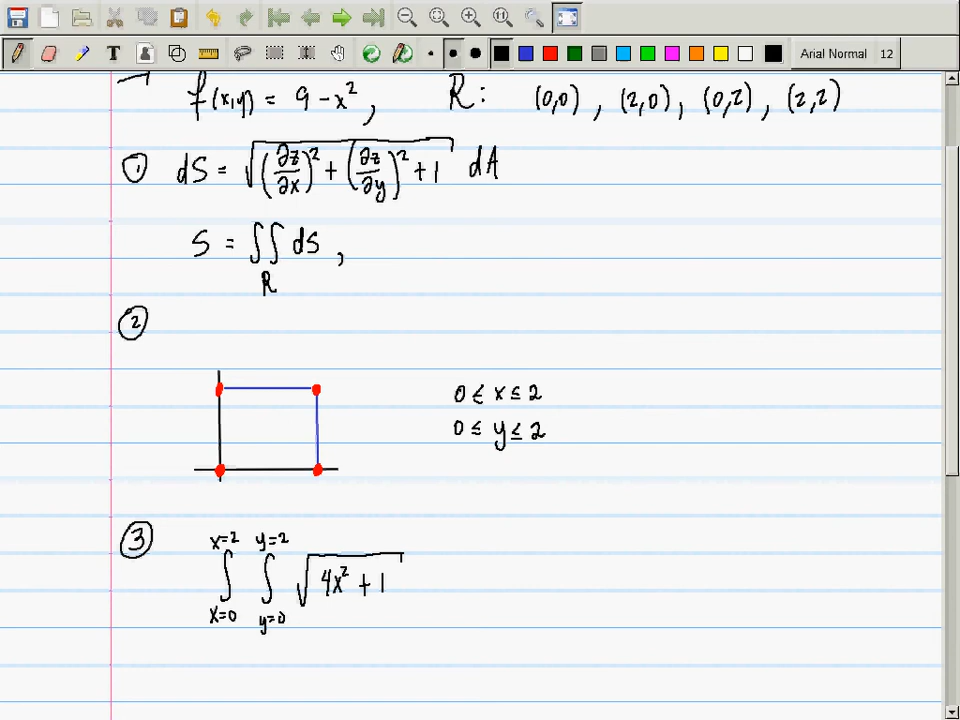 Arial Normal 12
f(x,y) = 9 - x², R: (0,0), (2,0), (0,2), (2,2)
① dS = √((∂z/∂x)² + (∂z/∂y)² + 1) dA
S = ∬ dS,
R
②
0 ≤ x ≤ 2
0 ≤ y ≤ 2
③ x=2 y=2
∫ ∫ √(4x² + 1)
x=0 y=0